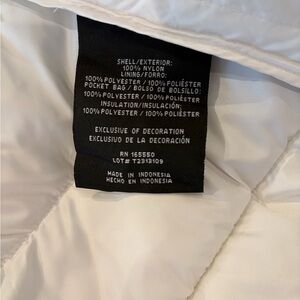 SHELL/EXTERIOR:
100% NYLON
LINING/FORRO:
100% POLYESTER / 100% POLIÉSTER
POCKET BAG / BOLSO DE BOLSILLO:
100% POLYESTER / 100% POLIÉSTER
INSULATION/INSULACIÓN:
100% POLYESTER / 100% POLIÉSTER
EXCLUSIVE OF DECORATION
EXCLUSIVO DE LA DECORACIÓN
RN 165550
LOT# T2313109
MADE IN INDONESIA
HECHO EN INDONESIA